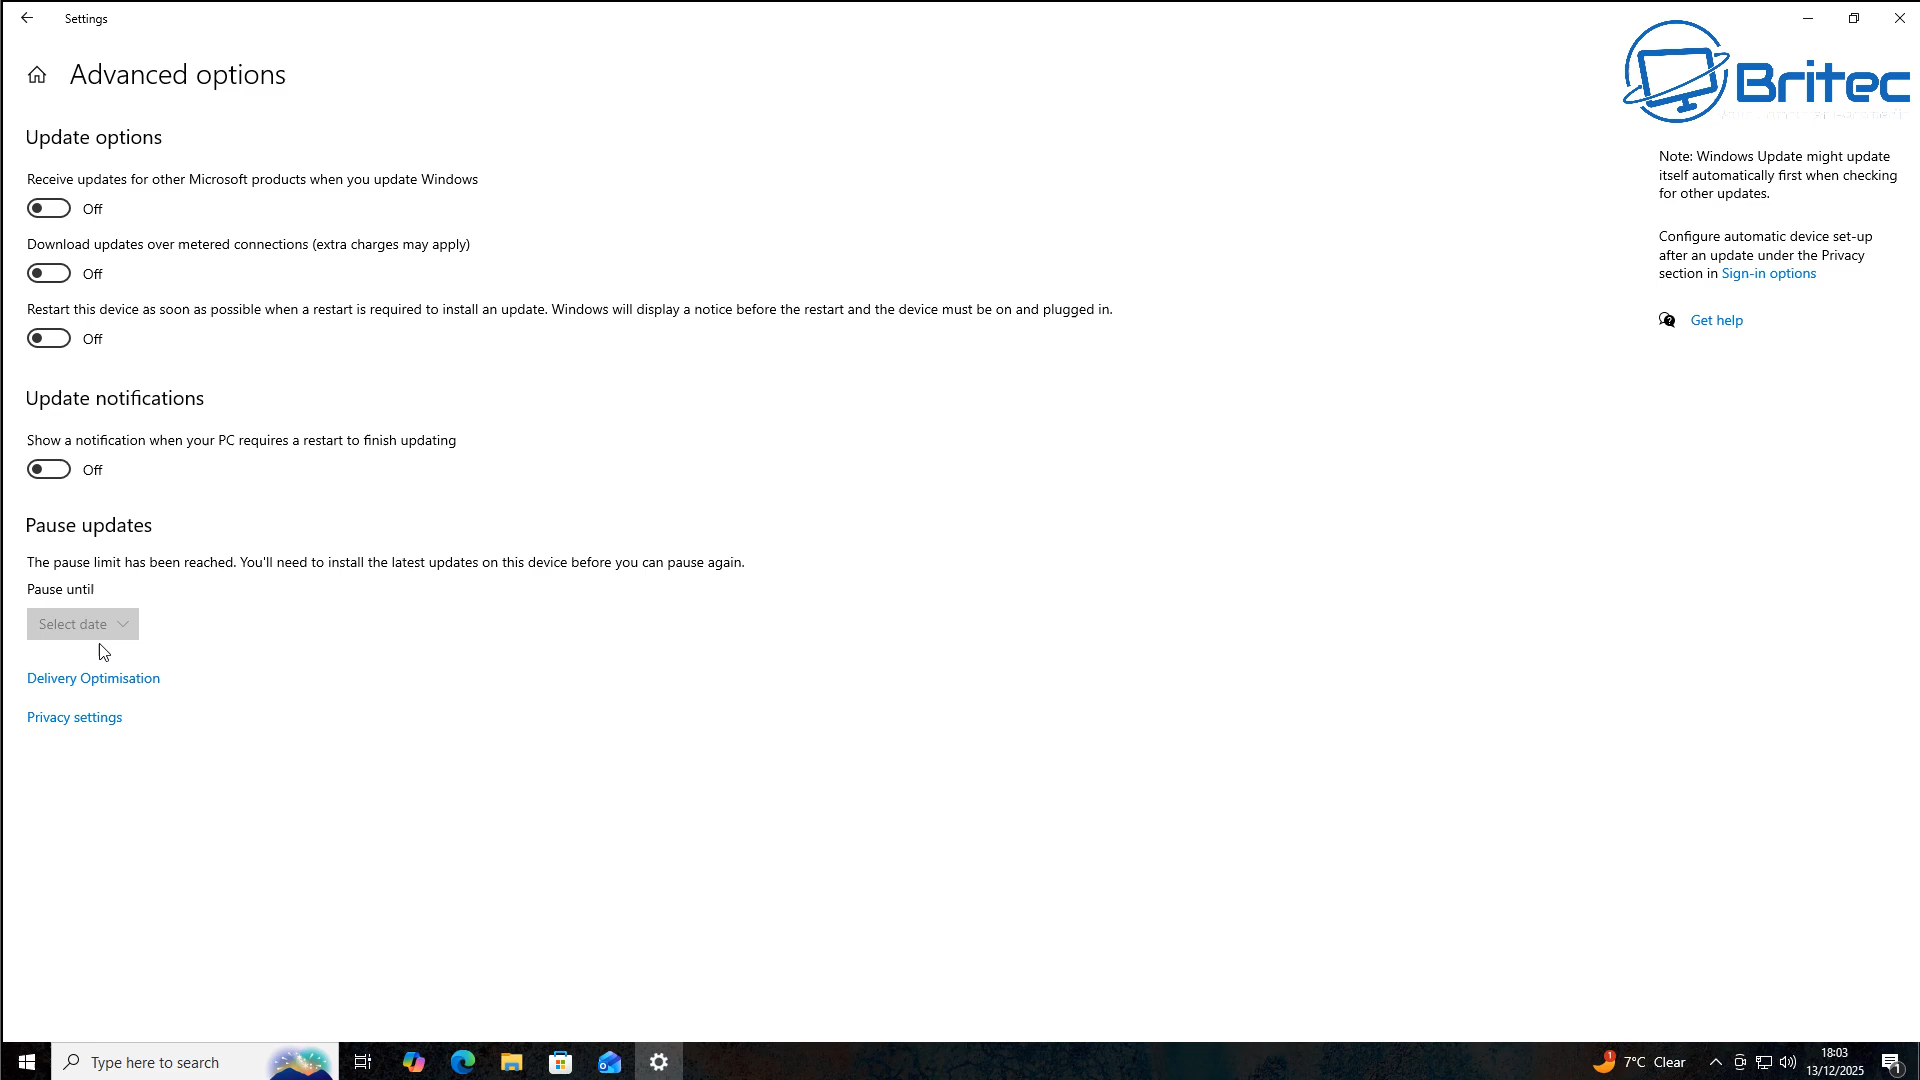 Settings
Advanced options
Britec
Update options
Receive updates for other Microsoft products when you update Windows
Off
Download updates over metered connections (extra charges may apply)
Off
Restart this device as soon as possible when a restart is required to install an update. Windows will display a notice before the restart and the device must be on and plugged in.
Off
Update notifications
Show a notification when your PC requires a restart to finish updating
Off
Pause updates
The pause limit has been reached. You'll need to install the latest updates on this device before you can pause again.
Pause until
Select date
Delivery Optimisation
Privacy settings
Note: Windows Update might update
itself automatically first when checking
for other updates.
Configure automatic device set-up
after an update under the Privacy
section in Sign-in options
Get help
Type here to search
1
7°C Clear
18:03
13/12/2025
1